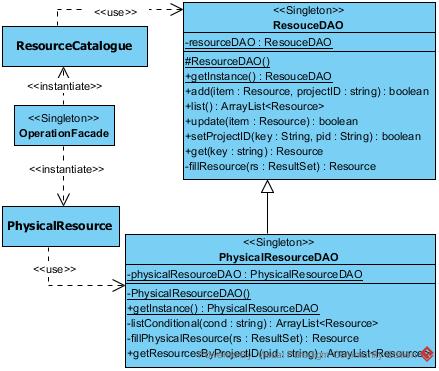 <<use>>
<<Singleton>>
ResouceDAO
-resourceDAO : ResouceDAO
#ResourceDAO()
+getInstance() : ResouceDAO
+add(item : Resource, projectID : string) : boolean
+list() : ArrayList<Resource>
+update(item : Resource) : boolean
+setProjectID(key : String, pid : String) : boolean
+get(key : string) : Resource
-fillResource(rs : ResultSet) : Resource
ResourceCatalogue
<<instantiate>>
<<Singleton>>
OperationFacade
<<instantiate>>
PhysicalResource
<<use>>
<<Singleton>>
PhysicalResourceDAO
-physicalResourceDAO : PhysicalResourceDAO
-PhysicalResourceDAO()
+getInstance() : PhysicalResourceDAO
-listConditional(cond : string) : ArrayList<Resource>
-fillPhysicalResource(rs : ResultSet) : Resource
+getResourcesByProjectID(pid : string) : ArrayList<Resource>